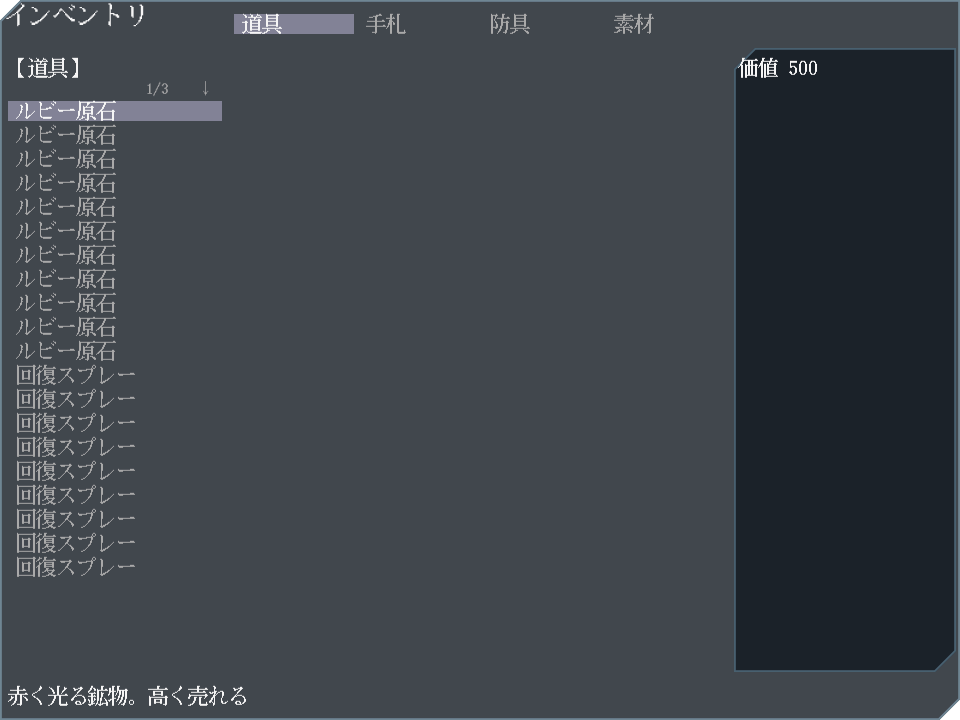 インベントリ
道具 手札 防具 素材
【道具】
価値 500
1/3 ↓
ルビー原石
ルビー原石
ルビー原石
ルビー原石
ルビー原石
ルビー原石
ルビー原石
ルビー原石
ルビー原石
ルビー原石
ルビー原石
回復スプレー
回復スプレー
回復スプレー
回復スプレー
回復スプレー
回復スプレー
回復スプレー
回復スプレー
回復スプレー
赤く光る鉱物。高く売れる